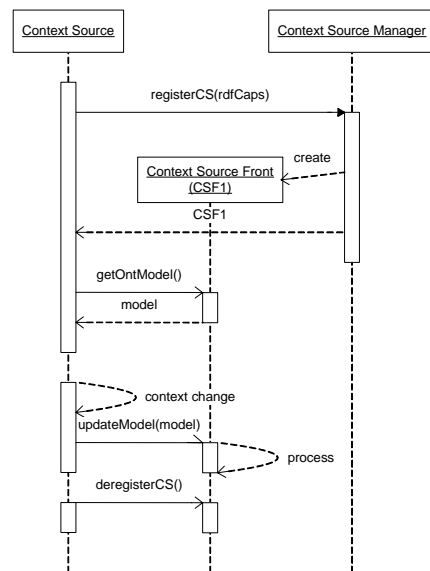 Context Source
Context Source Manager
registerCS(rdfCaps)
create
Context Source Front
(CSF1)
CSF1
getOntModel()
model
context change
updateModel(model)
process
deregisterCS()